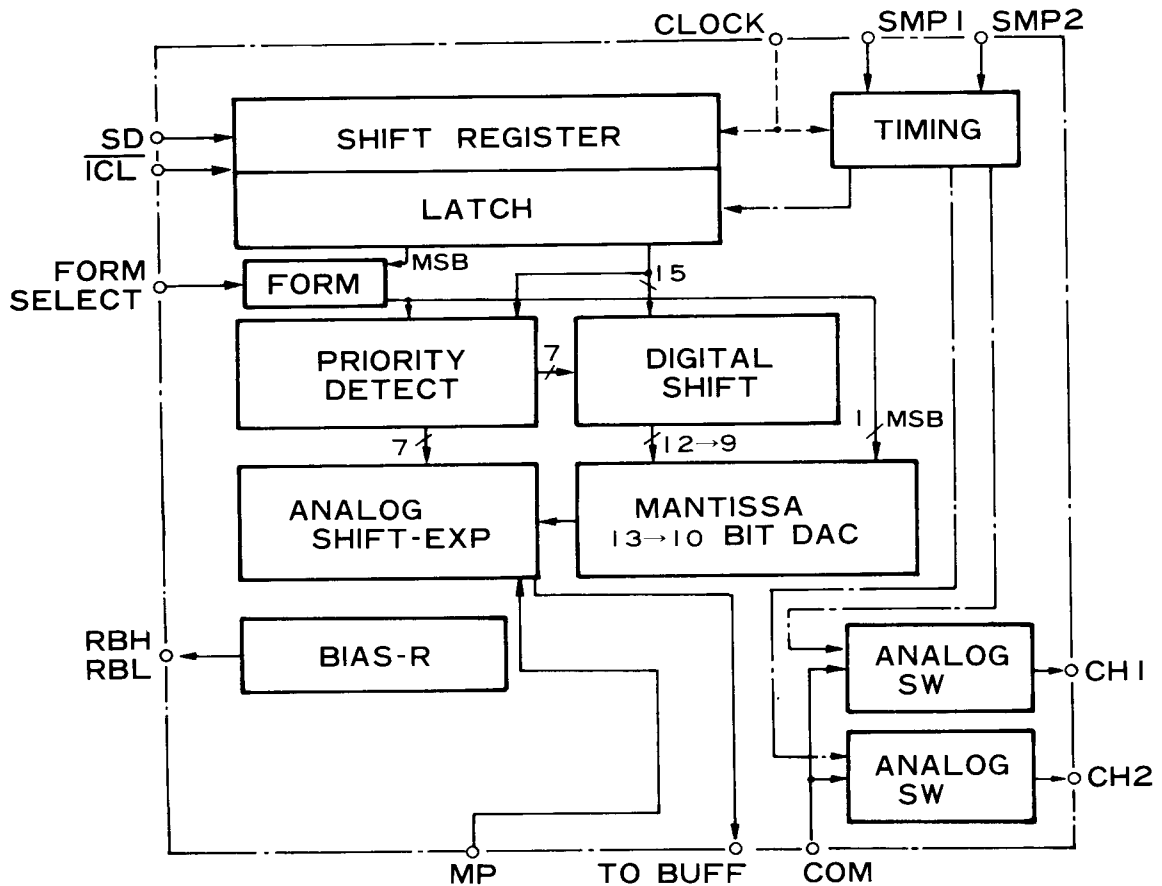 CLOCK
SMP1
SMP2
SD
ICL
SHIFT REGISTER
TIMING
LATCH
FORM
SELECT
FORM
MSB
15
PRIORITY
DETECT
7
DIGITAL
SHIFT
7
12→9
1
MSB
ANALOG
SHIFT-EXP
MANTISSA
13→10 BIT DAC
RBH
RBL
BIAS-R
ANALOG
SW
CH1
ANALOG
SW
CH2
MP
TO BUFF
COM